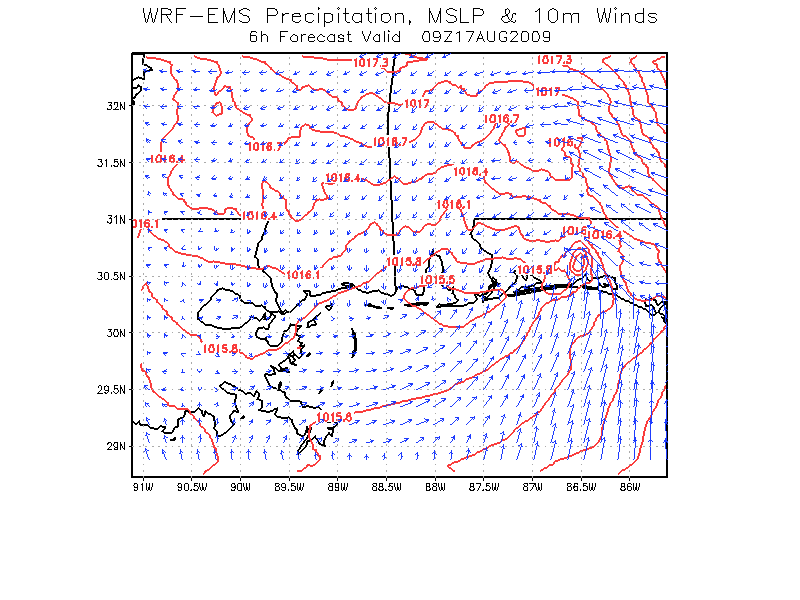 WRF-EMS Precipitation, MSLP & 10m Winds
6h Forecast Valid 09Z17AUG2009
1017.3 1017.3
1017 1017
32N
1016.7
1016.7 1016.7 1016.7
31.5N 1016.4
1016.4 1016.4
1016.4 1016.1
31N 016.1
1016 1016.4
1015.8 1015.8
30.5N 1016.1 1015.5
30N
1015.8
29.5N
1015.8
29N
91W 90.5W 90W 89.5W 89W 88.5W 88W 87.5W 87W 86.5W 86W